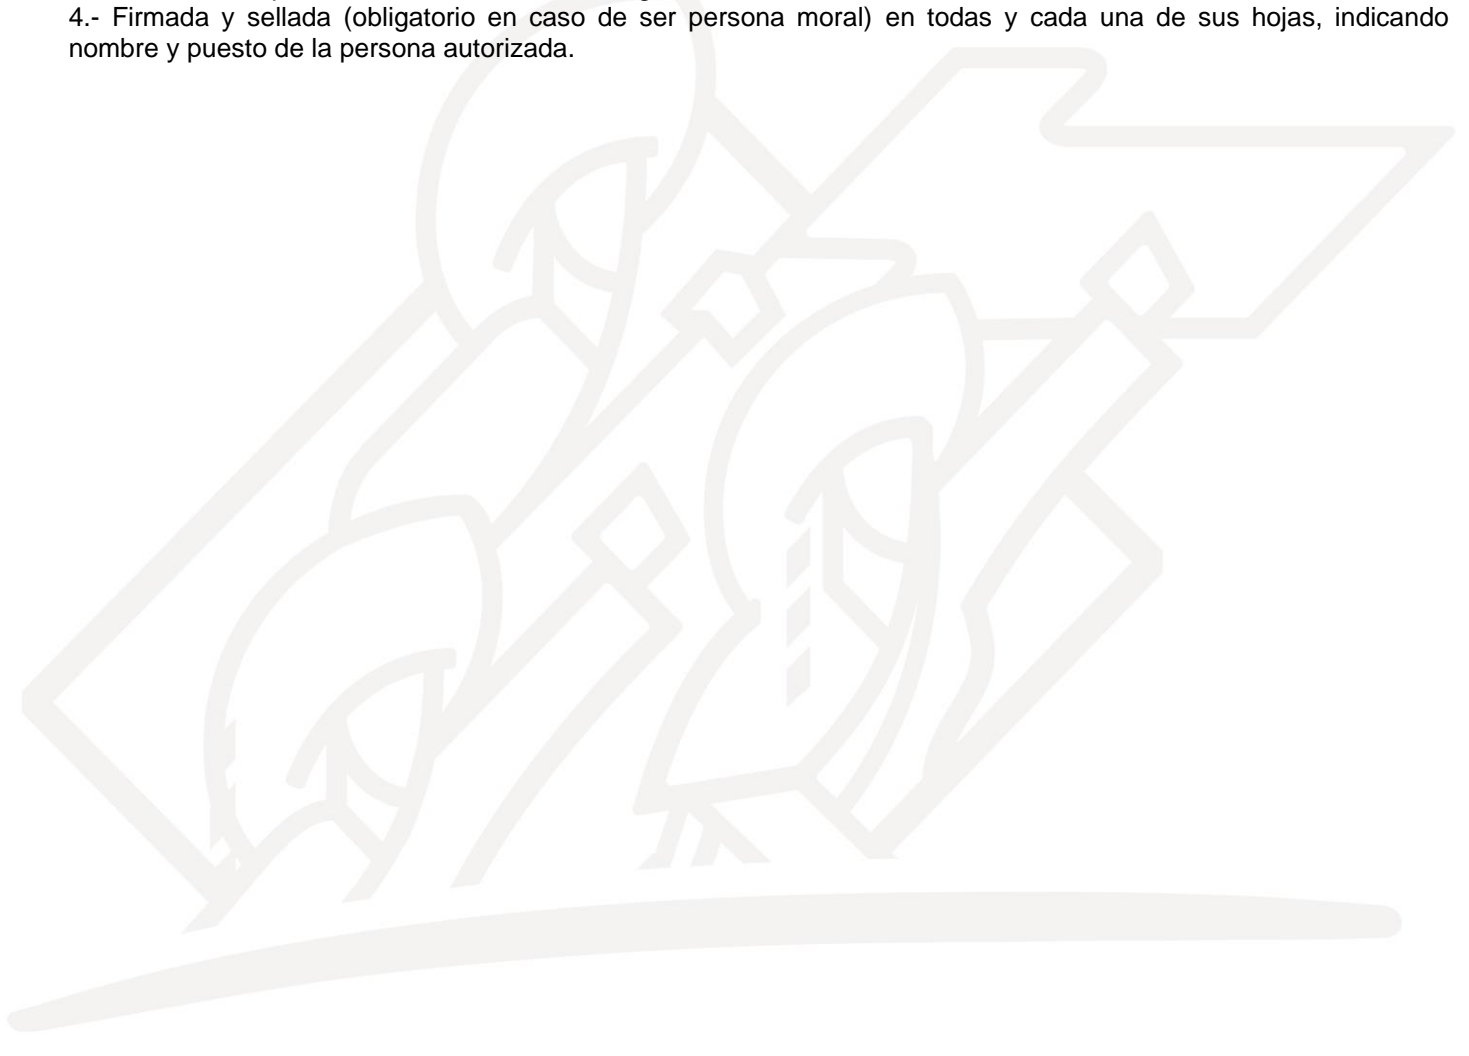 4.- Firmada y sellada (obligatorio en caso de ser persona moral) en todas y cada una de sus hojas, indicando
nombre y puesto de la persona autorizada.